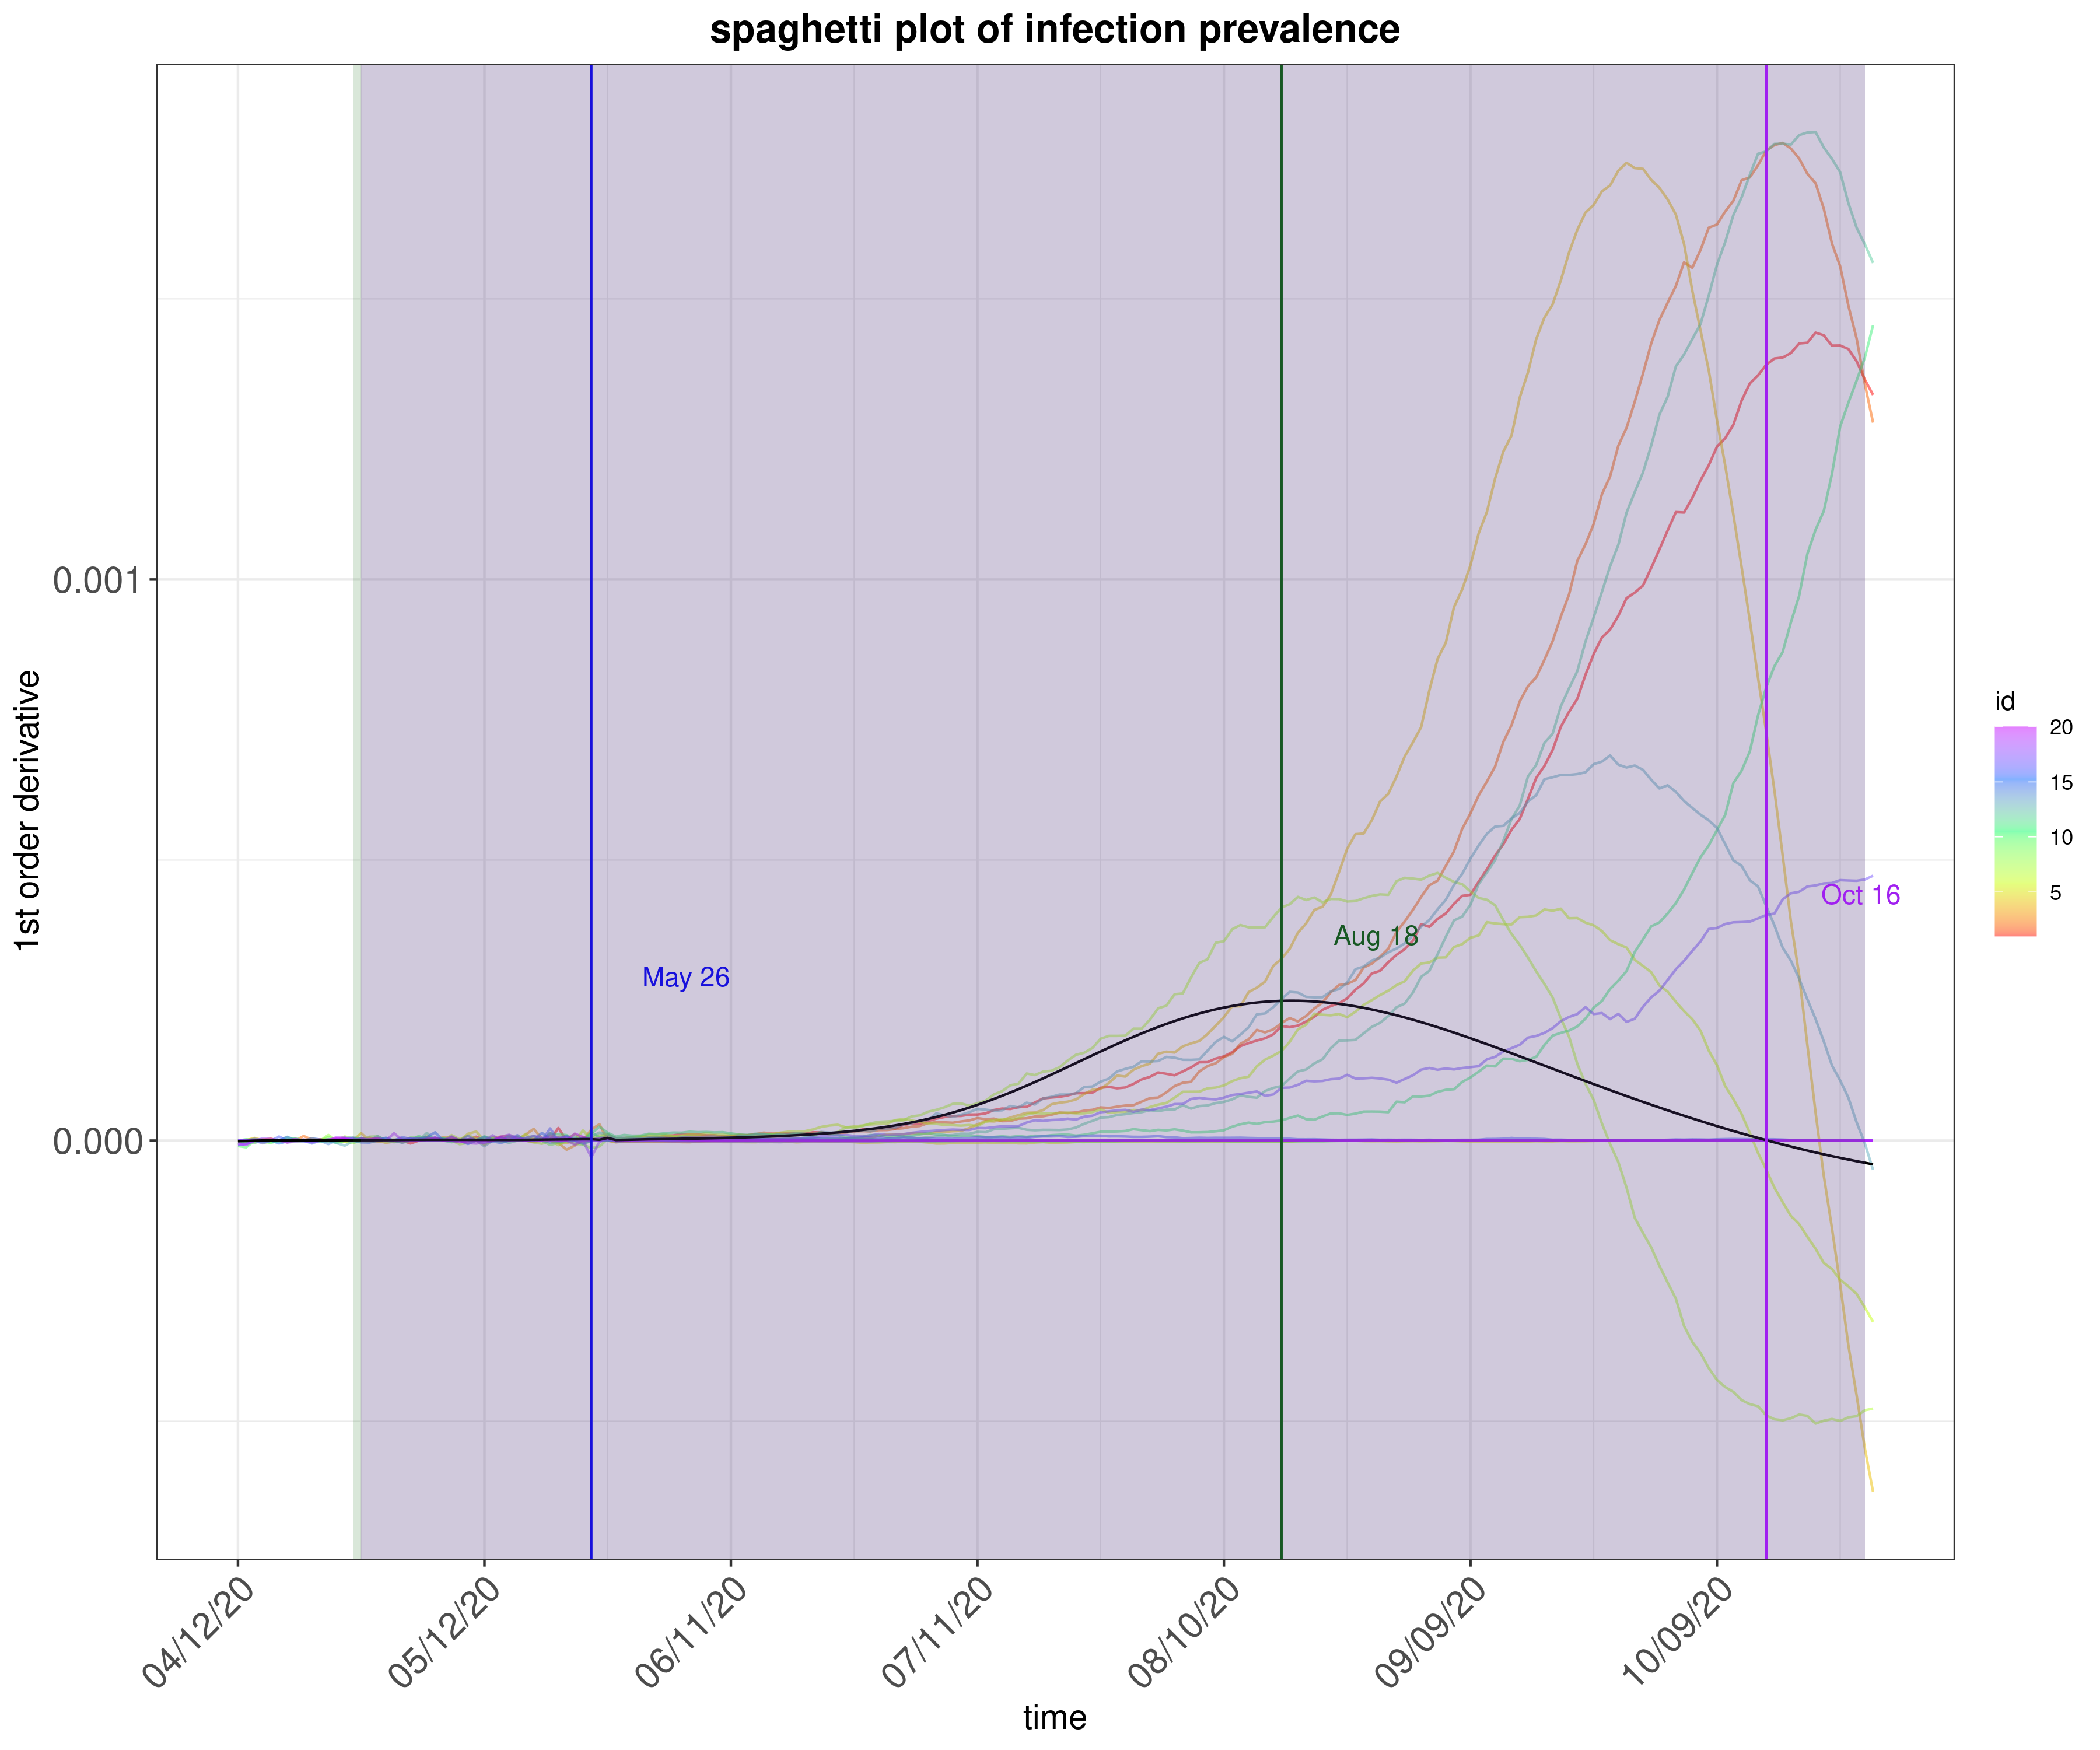 spaghetti plot of infection prevalence
1st order derivative
0.001
0.000
May 26
Aug 18
Oct 16
id
20
15
10
5
04/12/20
05/12/20
06/11/20
07/11/20
08/10/20
09/09/20
10/09/20
time